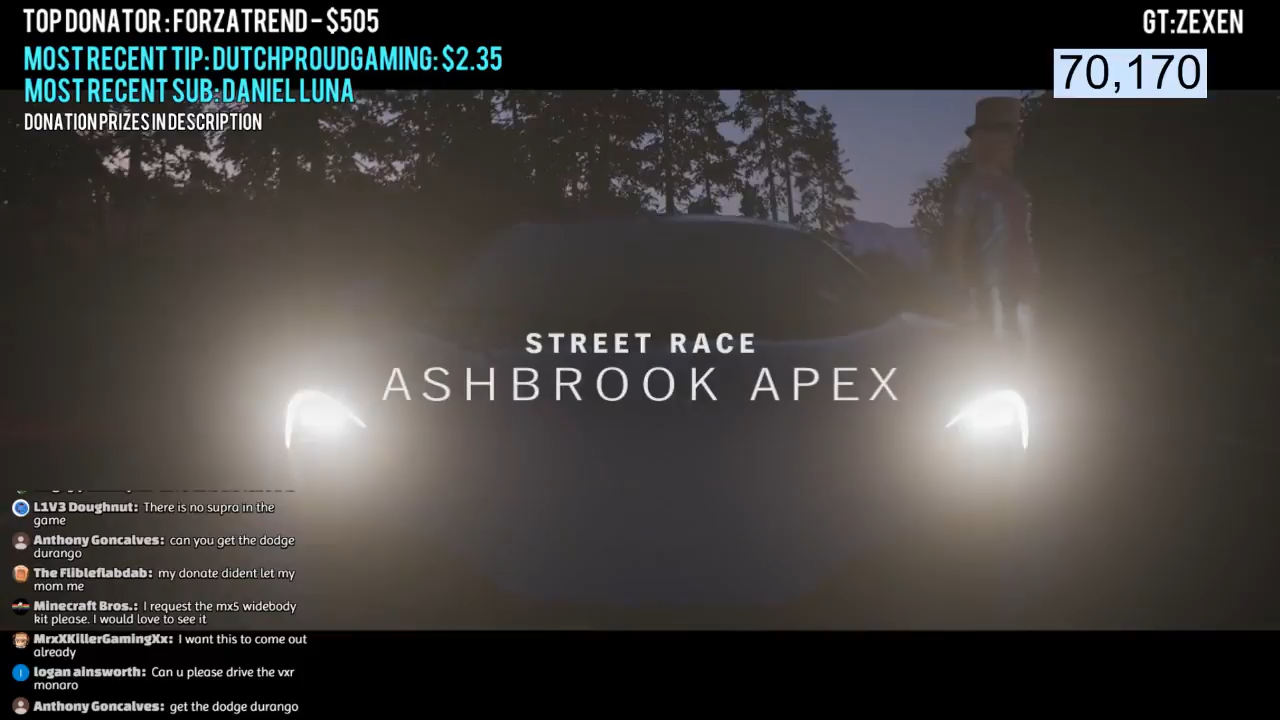 TOP DONATOR : FORZATREND - $505
GT:ZEXEN
MOST RECENT TIP: DUTCHPROUDGAMING: $2.35
70,170
MOST RECENT SUB: DANIEL LUNA
DONATION PRIZES IN DESCRIPTION
STREET RACE
ASHBROOK APEX
L1V3 Doughnut: There is no supra in the
game
Anthony Goncalves: can you get the dodge
durango
The Flibleflabdab: my donate dident let my
mom me
Minecraft Bros.: I request the mx5 widebody
kit please. I would love to see it
MrxXKillerGamingXx: I want this to come out
already
logan ainsworth: Can u please drive the vxr
monaro
Anthony Goncalves: get the dodge durango